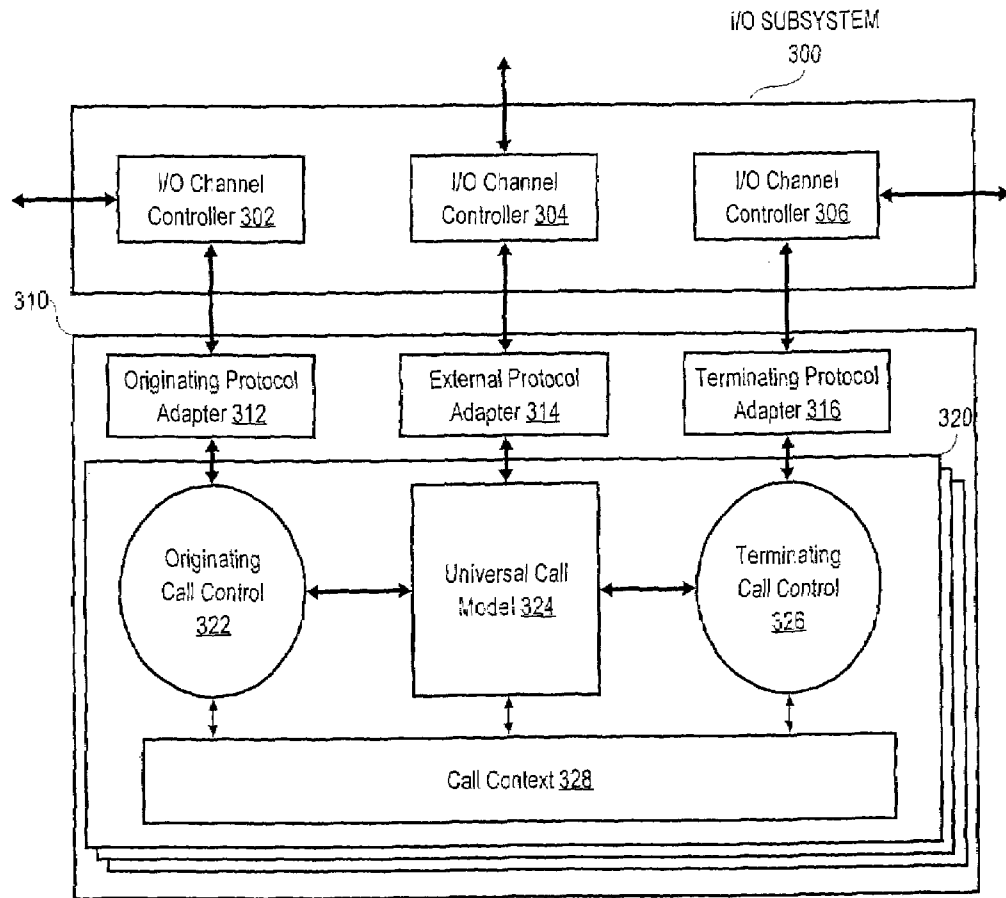 I/O SUBSYSTEM
300
I/O Channel
Controller 302
I/O Channel
Controller 304
I/O Channel
Controller 306
310
Originating Protocol
Adapter 312
External Protocol
Adapter 314
Terminating Protocol
Adapter 316
320
Originating
Call Control
322
Universal Call
Model 324
Terminating
Call Control
326
Call Context 328